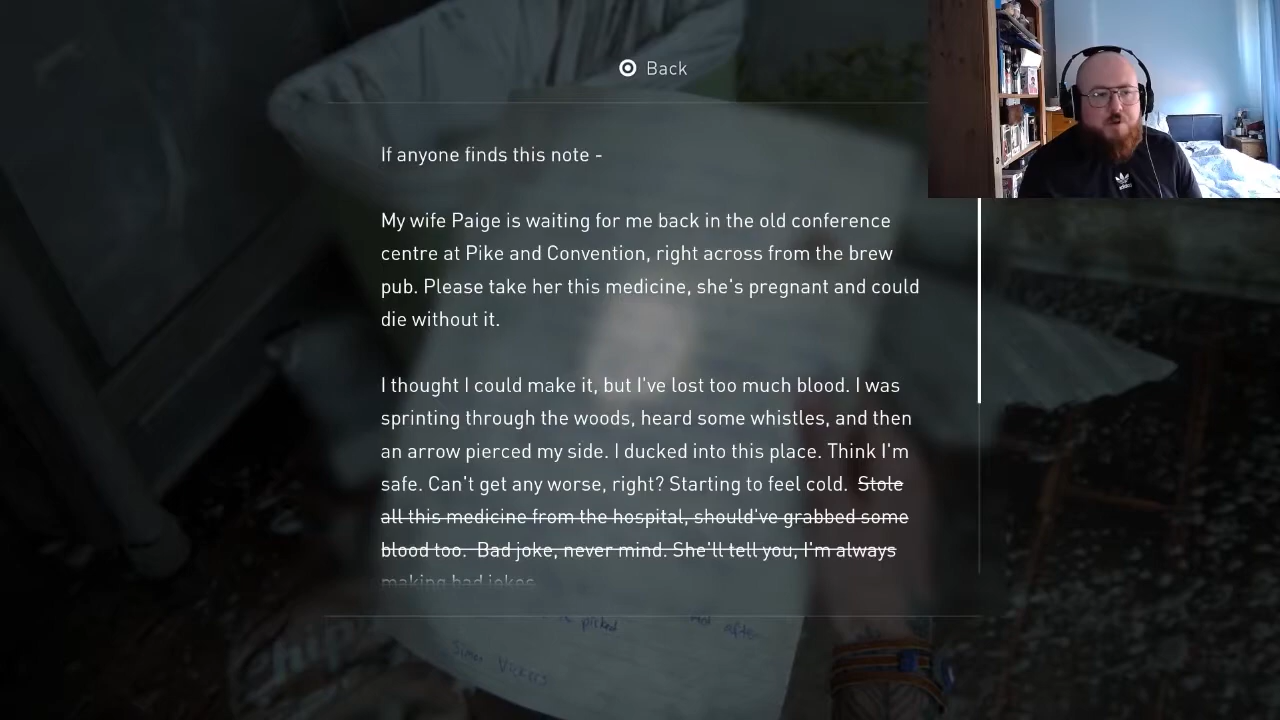 Back
If anyone finds this note -
My wife Paige is waiting for me back in the old conference
centre at Pike and Convention, right across from the brew
pub. Please take her this medicine, she's pregnant and could
die without it.
I thought I could make it, but I've lost too much blood. I was
sprinting through the woods, heard some whistles, and then
an arrow pierced my side. I ducked into this place. Think I'm
safe. Can't get any worse, right? Starting to feel cold. Stole
all this medicine from the hospital, should've grabbed some
blood too. Bad joke, never mind. She'll tell you, I'm always
making bad jokes
picked
Vickers
adidas